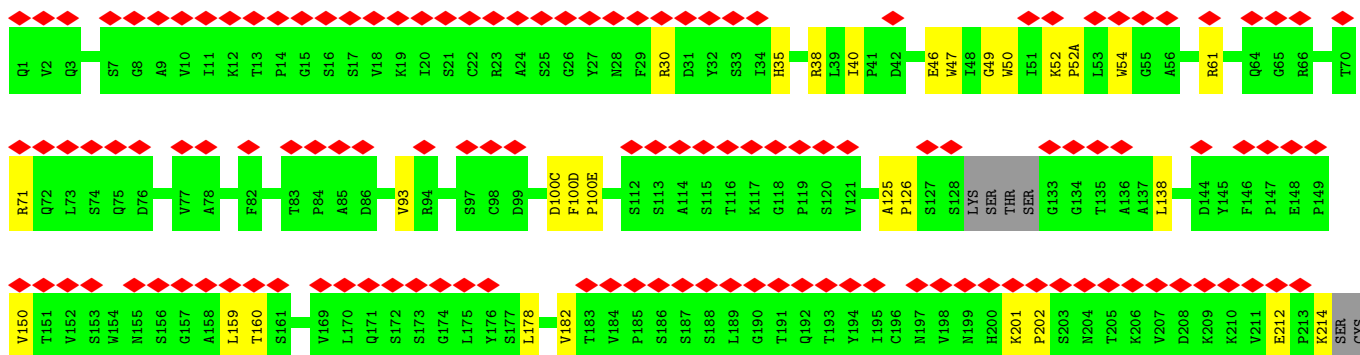 Q1 V2 Q3 S7 G8 A9 V10 I11 K12 T13 P14 G15 S16 S17 V18 K19 I20 S21 C22 R23 A24 S25 G26 Y27 N28 F29 R30 D31 Y32 S33 I34 H35 R38 L39 I40 P41 D42 E46 W47 I48 G49 W50 I51 K52 P52A L53 W54 G55 A56 R61 Q64 G65 R66 T70
R71 Q72 L73 S74 Q75 D76 V77 A78 F82 T83 P84 A85 D86 V93 R94 S97 C98 D99 D100C F100D P100E S112 S113 A114 S115 T116 K117 G118 P119 S120 V121 A125 P126 S127 S128 LYS SER THR SER G133 G134 T135 A136 A137 L138 D144 Y145 F146 P147 E148 P149
V150 T151 V152 S153 W154 N155 S156 G157 A158 L159 T160 S161 V169 L170 Q171 S172 S173 G174 L175 Y176 S177 L178 V182 T183 V184 P185 S186 S187 S188 L189 G190 T191 Q192 T193 Y194 I195 C196 N197 V198 N199 H200 K201 P202 S203 N204 T205 K206 V207 D208 K209 K210 V211 E212 P213 K214 SER CYS